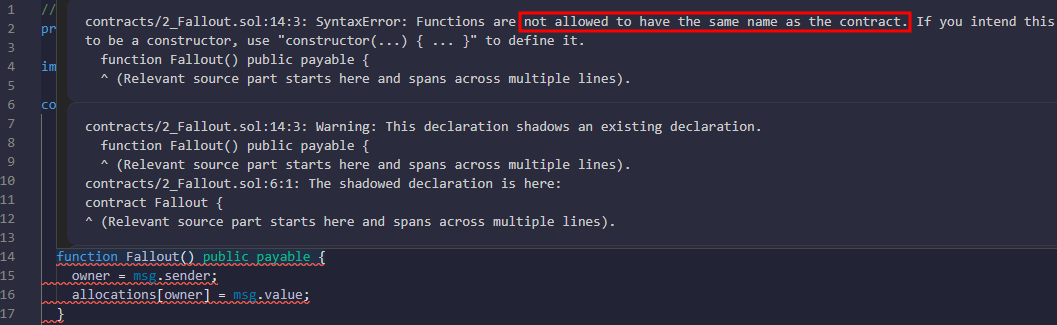 1 //
2 pr
3
4 im
5
6 co
7
8
9
10
11
12
13
contracts/2_Fallout.sol:14:3: SyntaxError: Functions are not allowed to have the same name as the contract. If you intend this
to be a constructor, use "constructor(...) { ... }" to define it.
function Fallout() public payable {
^ (Relevant source part starts here and spans across multiple lines).
contracts/2_Fallout.sol:14:3: Warning: This declaration shadows an existing declaration.
function Fallout() public payable {
^ (Relevant source part starts here and spans across multiple lines).
contracts/2_Fallout.sol:6:1: The shadowed declaration is here:
contract Fallout {
^ (Relevant source part starts here and spans across multiple lines).
14 function Fallout() public payable {
15 owner = msg.sender;
16 allocations[owner] = msg.value;
17 }